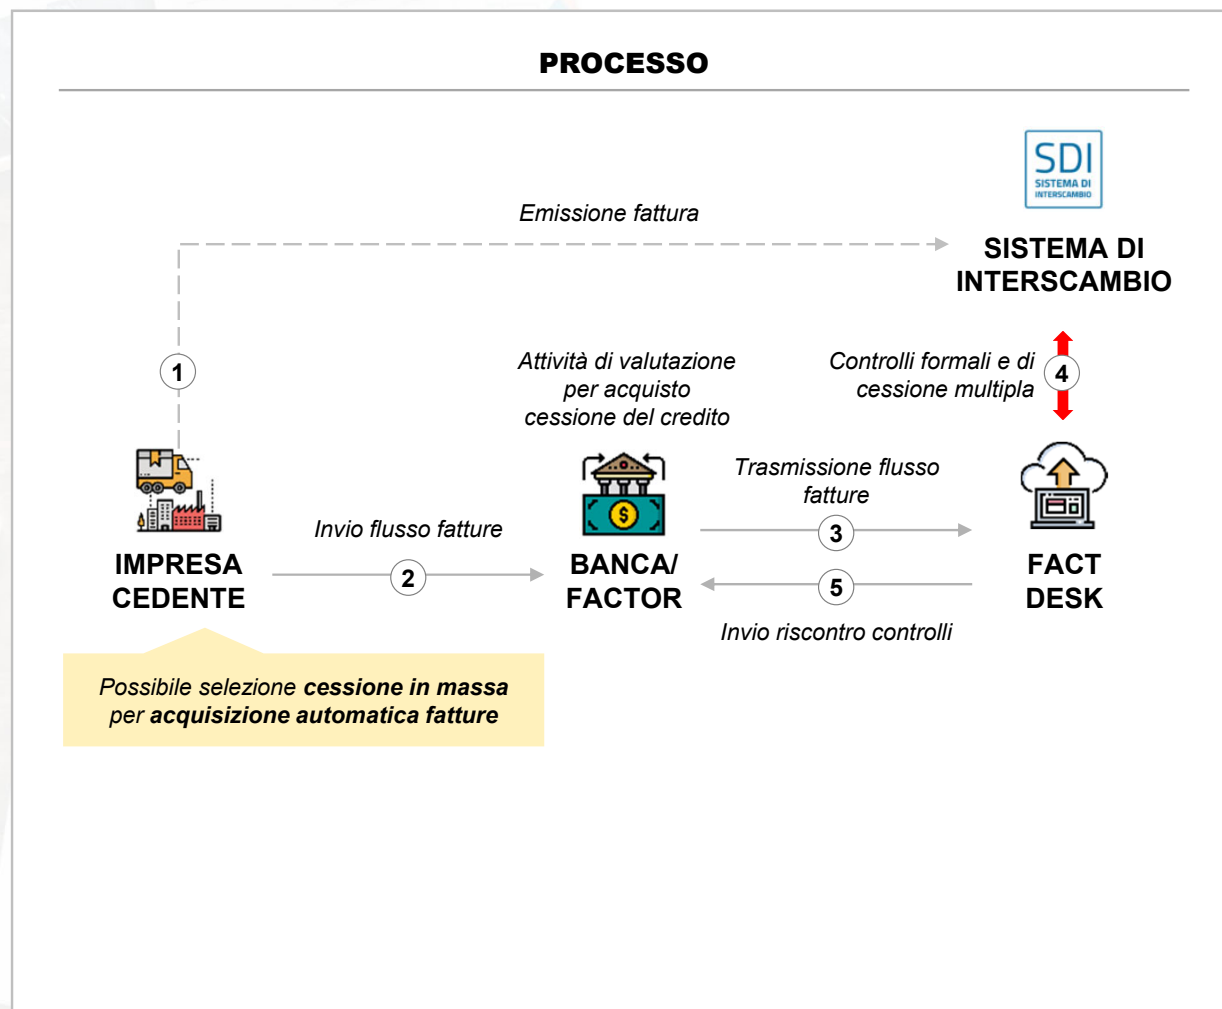 PROCESSO
SDI
SISTEMA DI
INTERSCAMBIO
Emissione fattura
SISTEMA DI
INTERSCAMBIO
1
Attività di valutazione
per acquisto
cessione del credito
Controlli formali e di
cessione multipla
4
Trasmissione flusso
fatture
3
Invio flusso fatture
2
IMPRESA
CEDENTE
$
BANCA/
FACTOR
5
FACT
DESK
Invio riscontro controlli
Possibile selezione cessione in massa
per acquisizione automatica fatture